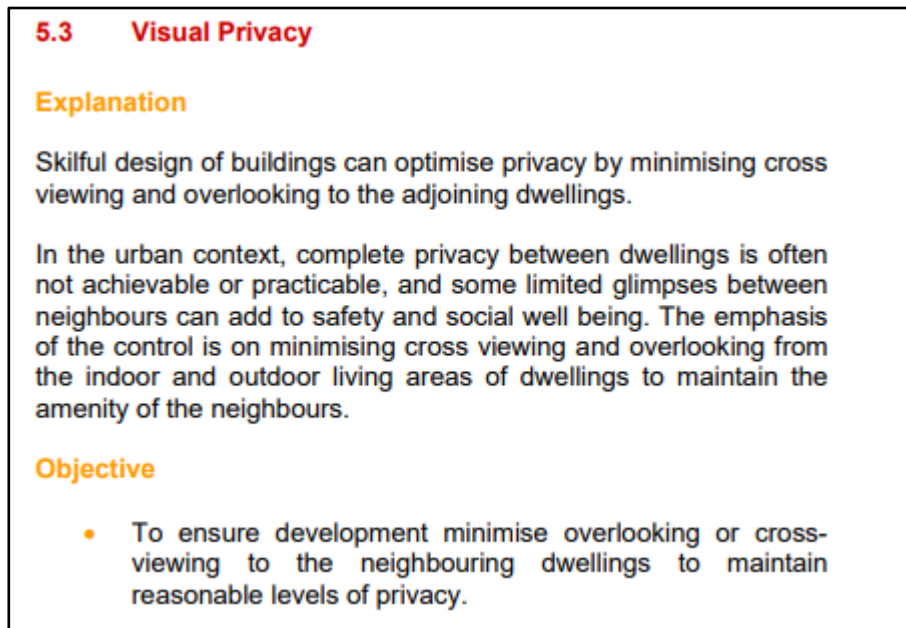 5.3 Visual Privacy
Explanation
Skilful design of buildings can optimise privacy by minimising cross
viewing and overlooking to the adjoining dwellings.
In the urban context, complete privacy between dwellings is often
not achievable or practicable, and some limited glimpses between
neighbours can add to safety and social well being. The emphasis
of the control is on minimising cross viewing and overlooking from
the indoor and outdoor living areas of dwellings to maintain the
amenity of the neighbours.
Objective
• To ensure development minimise overlooking or cross-
viewing to the neighbouring dwellings to maintain
reasonable levels of privacy.